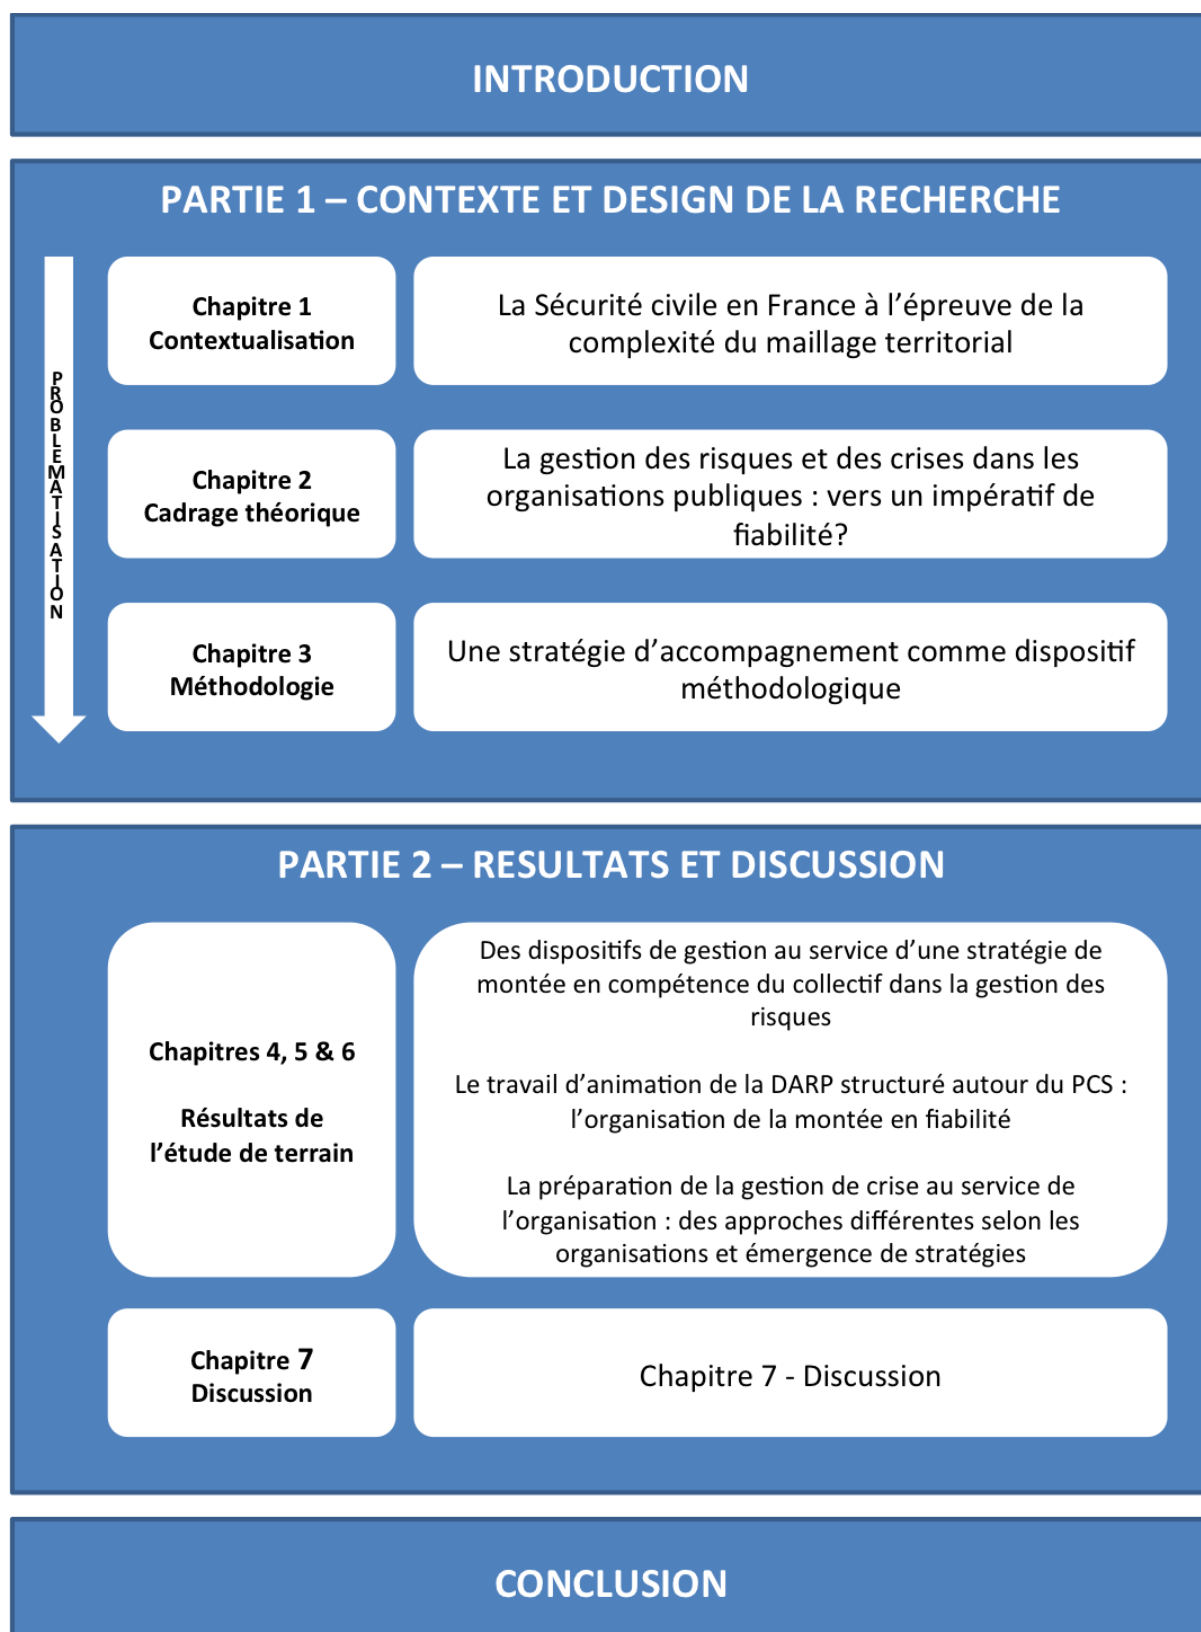 INTRODUCTION
PARTIE 1 – CONTEXTE ET DESIGN DE LA RECHERCHE
PROBLEMATISATION
Chapitre 1
Contextualisation
La Sécurité civile en France à l’épreuve de la
complexité du maillage territorial
Chapitre 2
Cadrage théorique
La gestion des risques et des crises dans les
organisations publiques : vers un impératif de
fiabilité?
Chapitre 3
Méthodologie
Une stratégie d’accompagnement comme dispositif
méthodologique
PARTIE 2 – RESULTATS ET DISCUSSION
Chapitres 4, 5 & 6
Résultats de
l’étude de terrain
Des dispositifs de gestion au service d’une stratégie de
montée en compétence du collectif dans la gestion des
risques
Le travail d’animation de la DARP structuré autour du PCS :
l’organisation de la montée en fiabilité
La préparation de la gestion de crise au service de
l’organisation : des approches différentes selon les
organisations et émergence de stratégies
Chapitre 7
Discussion
Chapitre 7 - Discussion
CONCLUSION